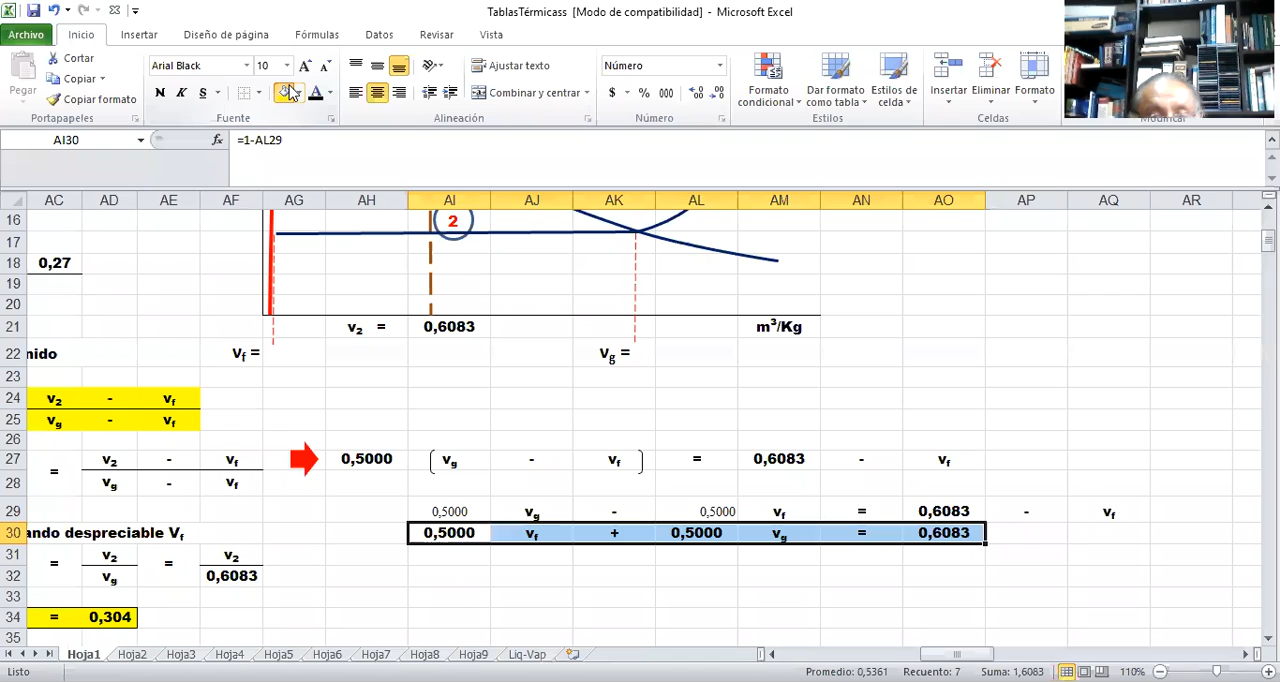 TablasTérmicass [Modo de compatibilidad] - Microsoft Excel
Archivo Inicio Insertar Diseño de página Fórmulas Datos Revisar Vista
Pegar
Cortar
Copiar
Copiar formato
Portapapeles
Arial Black 10
N K S
Fuente
Ajustar texto
Combinar y centrar
Alineación
Número
$ % 000
Número
Formato condicional
Dar formato como tabla
Estilos de celda
Estilos
Insertar Eliminar Formato
Celdas
Modificar
AI30 fx =1-AL29
AC AD AE AF AG AH AI AJ AK AL AM AN AO AP AQ AR
16 2
17
18 0,27
19
20
21 v2 = 0,6083 m³/Kg
22 nido vf = vg =
23
24 v2 - vf
25 vg - vf
26
27 = v2 - vf 0,5000 ( vg - vf ) = 0,6083 - vf
28 vg - vf
29 0,5000 vg - 0,5000 vf = 0,6083 - vf
30 ando despreciable Vf 0,5000 vf + 0,5000 vg = 0,6083
31 = v2 = v2
32 vg 0,6083
33
34 = 0,304
35
Hoja1 Hoja2 Hoja3 Hoja4 Hoja5 Hoja6 Hoja7 Hoja8 Hoja9 Liq-Vap
Listo Promedio: 0,5361 Recuento: 7 Suma: 1,6083 110%